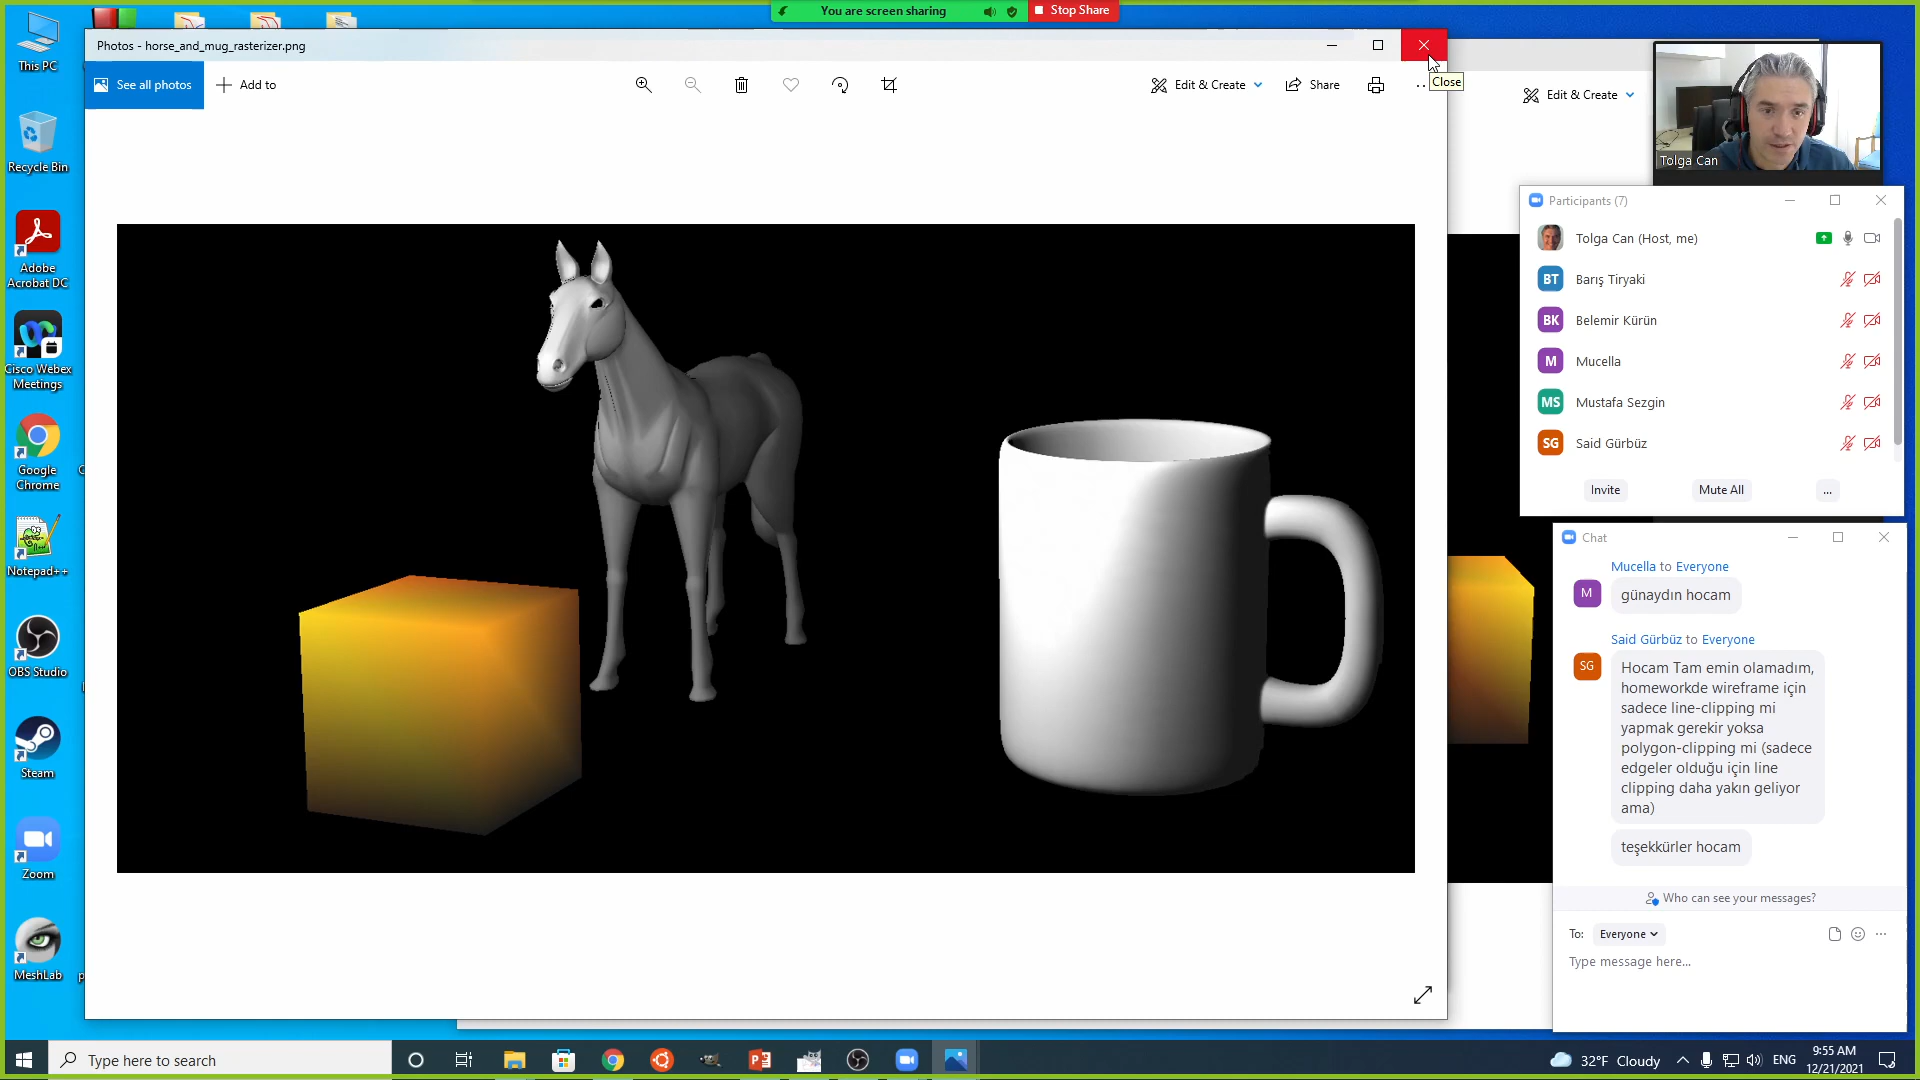 You are screen sharing
Stop Share
This PC
Photos - horse_and_mug_rasterizer.png
See all photos
Add to
Edit & Create
Share
Close
Edit & Create
Tolga Can
Recycle Bin
Adobe
Acrobat DC
Cisco Webex
Meetings
Google
Chrome
Notepad++
OBS Studio
Steam
Zoom
MeshLab
Participants (7)
Tolga Can (Host, me)
BT
Barış Tiryaki
BK
Belemir Kürün
M
Mucella
MS
Mustafa Sezgin
SG
Said Gürbüz
Invite
Mute All
...
Chat
Mucella to Everyone
M
günaydın hocam
Said Gürbüz to Everyone
SG
Hocam Tam emin olamadım,
homeworkde wireframe için
sadece line-clipping mi
yapmak gerekir yoksa
polygon-clipping mi (sadece
edgeler olduğu için line
clipping daha yakın geliyor
ama)
teşekkürler hocam
Who can see your messages?
To:
Everyone
Type message here...
Type here to search
32°F Cloudy
ENG
9:55 AM
12/21/2021